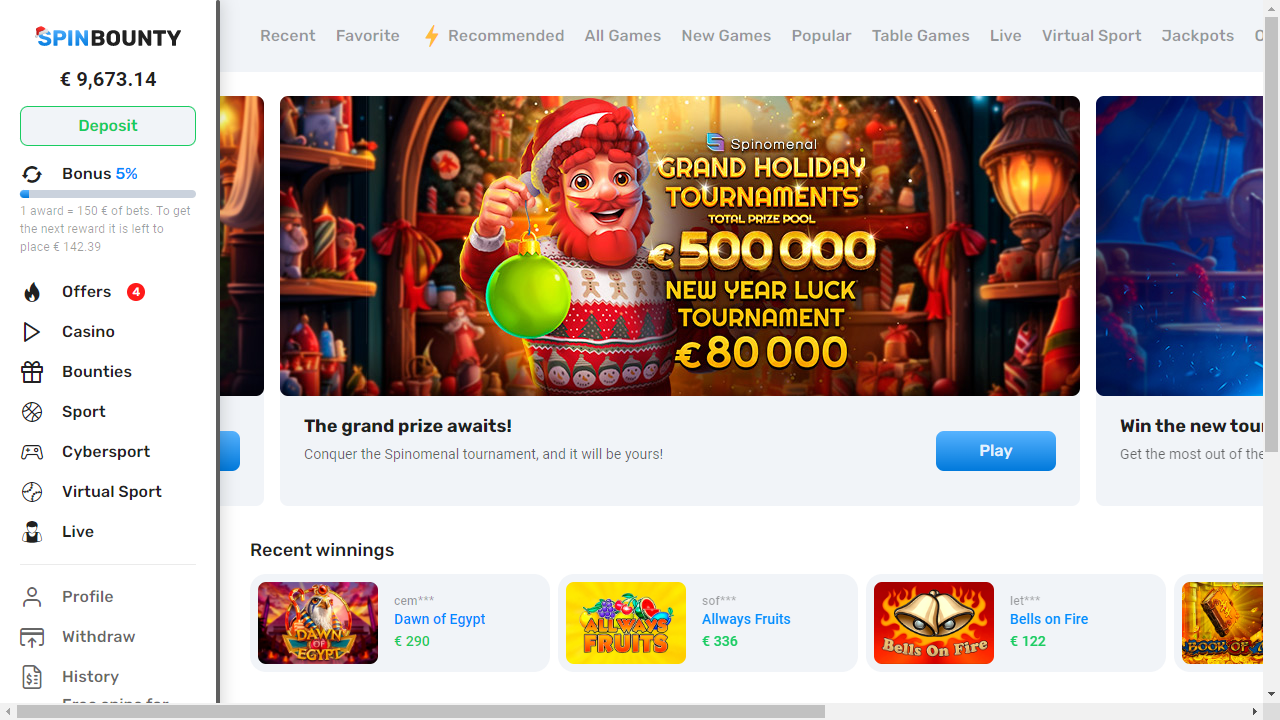 SPINBOUNTY
€ 9,673.14
Deposit
Bonus 5%
1 award = 150 € of bets. To get
the next reward it is left to
place € 142.39
Offers 4
Casino
Bounties
Sport
Cybersport
Virtual Sport
Live
Profile
Withdraw
History
Free spins for
Recent Favorite Recommended All Games New Games Popular Table Games Live Virtual Sport Jackpots
Spinomenal
GRAND HOLIDAY
TOURNAMENTS
TOTAL PRIZE POOL
€500 000
NEW YEAR LUCK
TOURNAMENT
€80 000
The grand prize awaits!
Conquer the Spinomenal tournament, and it will be yours!
Play
Win the new tour
Get the most out of the
Recent winnings
DAWN
OF
EGYPT
cem***
Dawn of Egypt
€ 290
ALLWAYS
FRUITS
sof***
Allways Fruits
€ 336
Bells On Fire
let***
Bells on Fire
€ 122
BOOK OF